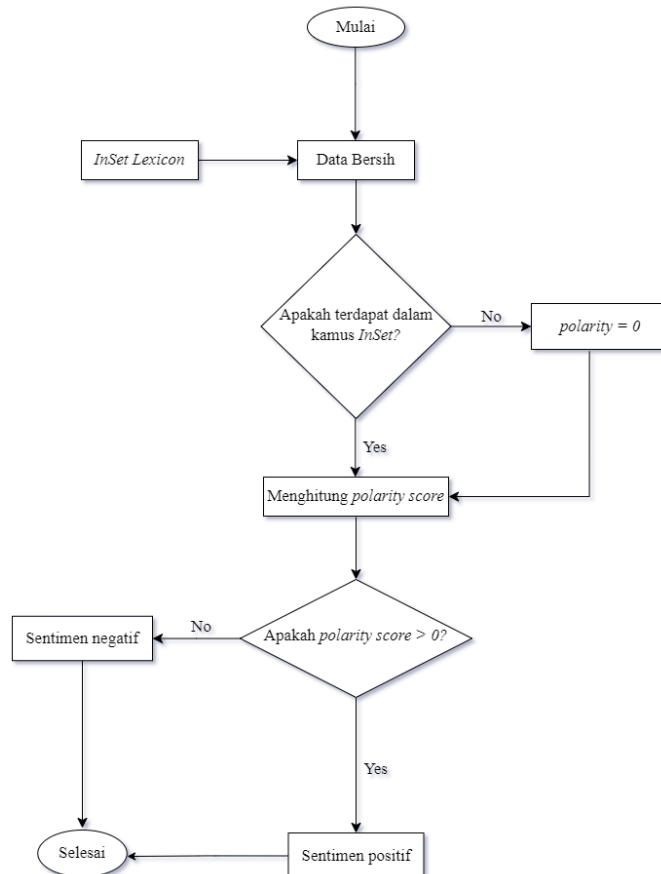 Mulai
InSet Lexicon
Data Bersih
Apakah terdapat dalam
kamus InSet?
No
polarity = 0
Yes
Menghitung polarity score
Apakah polarity score > 0?
No
Sentimen negatif
Yes
Sentimen positif
Selesai